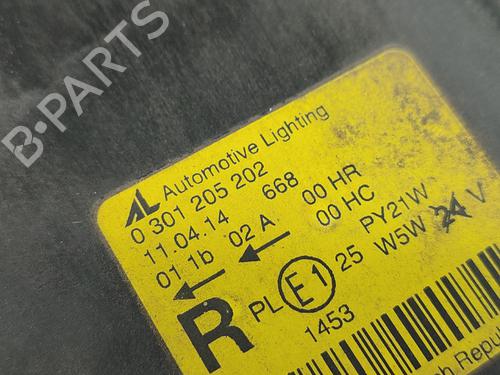 B-PARTS
AL Automotive Lighting
0 301 205 202
11.04.14 668
01 1b 02 A 00 HR
00 HC
R PL E1 25 PY21W
W5W 24 V
1453